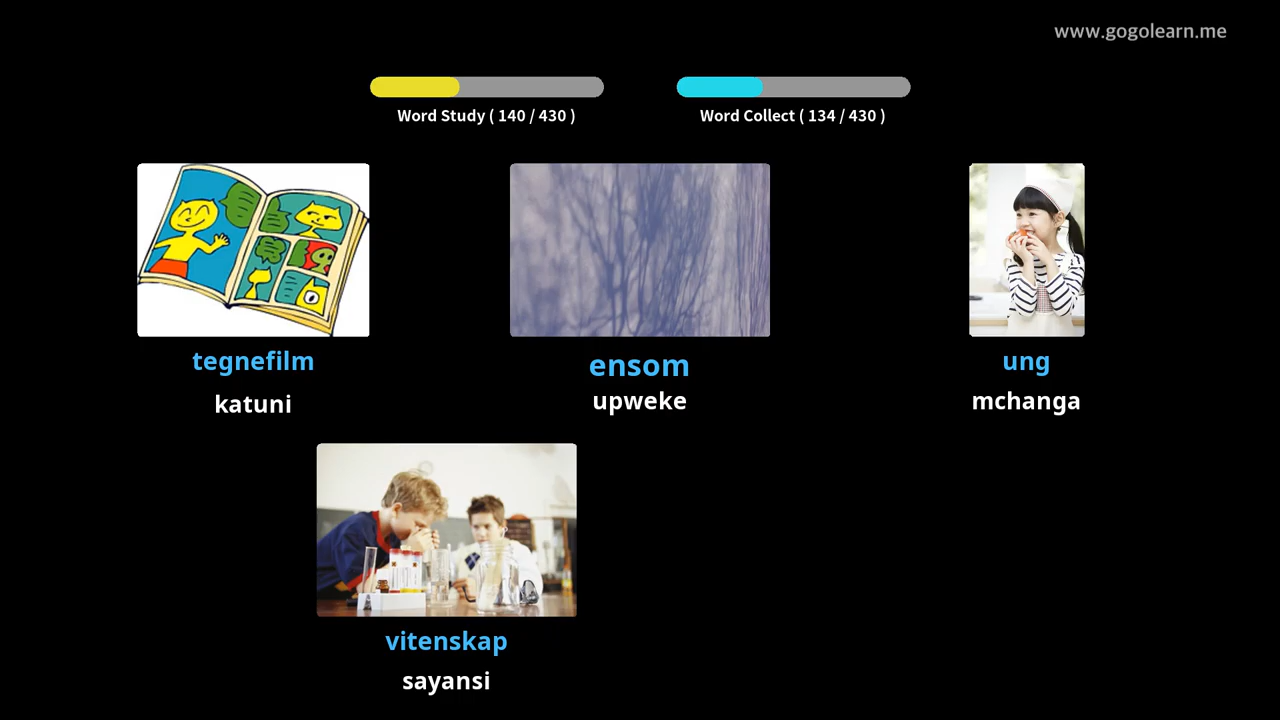 www.gogolearn.me
Word Study ( 140 / 430 )
Word Collect ( 134 / 430 )
tegnefilm
katuni
ensom
upweke
ung
mchanga
vitenskap
sayansi